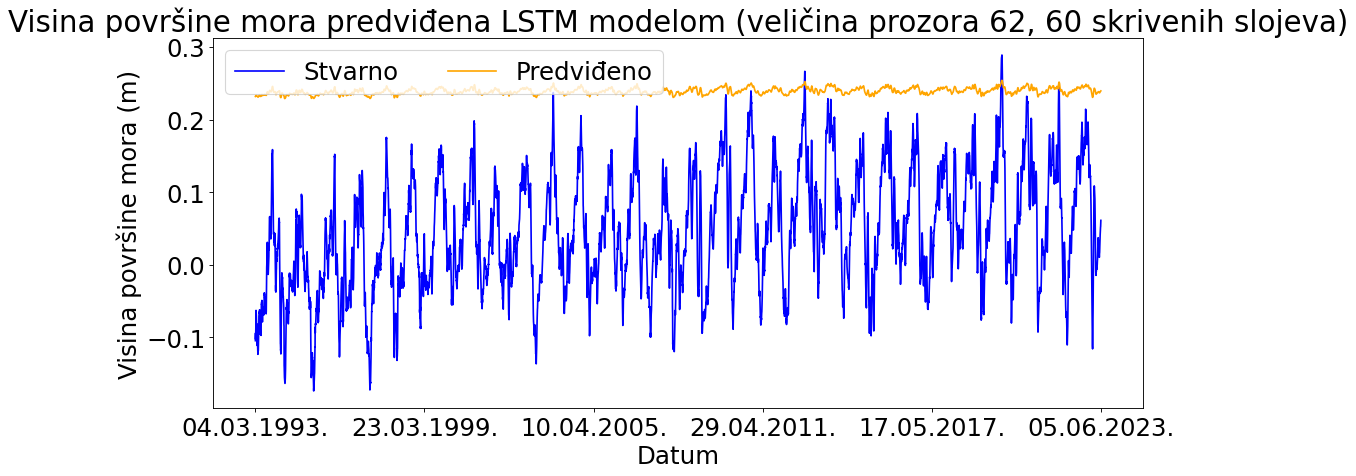 Visina površine mora predviđena LSTM modelom (veličina prozora 62, 60 skrivenih slojeva)
Stvarno
Predviđeno
Visina površine mora (m)
0.3
0.2
0.1
0.0
−0.1
04.03.1993.
23.03.1999.
10.04.2005.
29.04.2011.
17.05.2017.
05.06.2023.
Datum